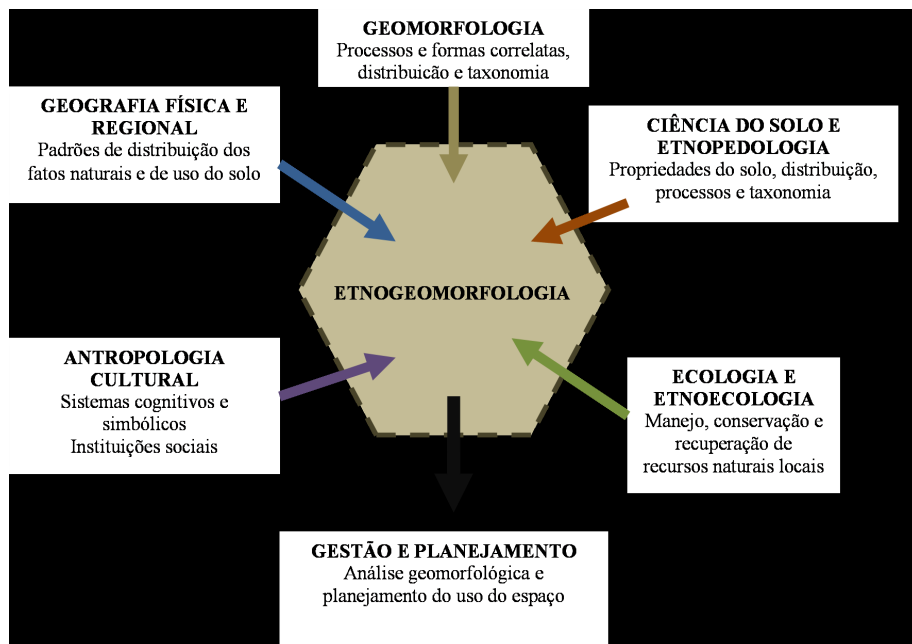 GEOMORFOLOGIA
Processos e formas correlatas,
distribuicão e taxonomia
GEOGRAFIA FÍSICA E
REGIONAL
Padrões de distribuição dos
fatos naturais e de uso do solo
CIÊNCIA DO SOLO E
ETNOPEDOLOGIA
Propriedades do solo, distribuição,
processos e taxonomia
ETNOGEOMORFOLOGIA
ANTROPOLOGIA
CULTURAL
Sistemas cognitivos e
simbólicos
Instituições sociais
ECOLOGIA E
ETNOECOLOGIA
Manejo, conservação e
recuperação de
recursos naturais locais
GESTÃO E PLANEJAMENTO
Análise geomorfológica e
planejamento do uso do espaço